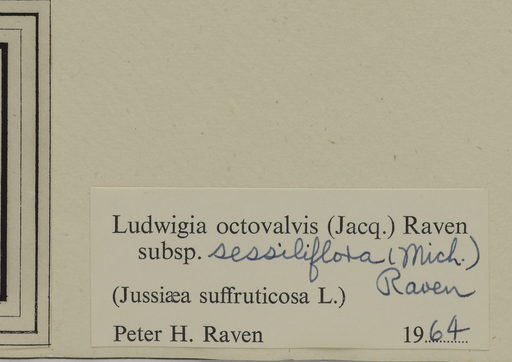 Ludwigia octovalvis (Jacq.) Raven
subsp. sessiliflora (Mich.)
Raven
(Jussiæa suffruticosa L.)
Peter H. Raven 1964